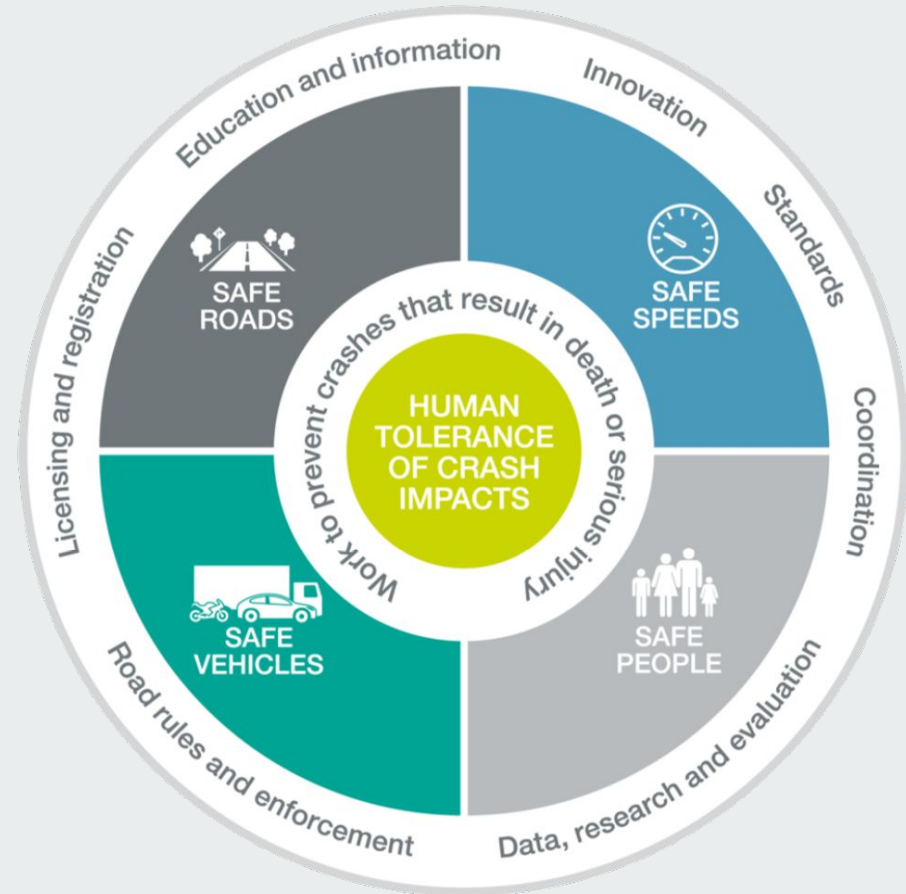 Education and information
Innovation
Standards
Coordination
Data, research and evaluation
Road rules and enforcement
Licensing and registration
SAFE
ROADS
SAFE
SPEEDS
SAFE
VEHICLES
SAFE
PEOPLE
Work to prevent crashes that result in death or serious injury
HUMAN
TOLERANCE
OF CRASH
IMPACTS